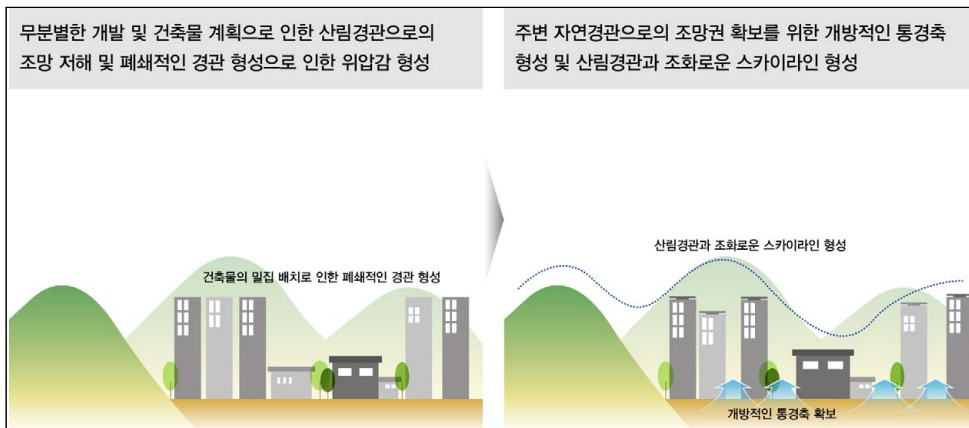 무분별한 개발 및 건축물 계획으로 인한 산림경관으로의
조망 저해 및 폐쇄적인 경관 형성으로 인한 위압감 형성
주변 자연경관으로의 조망권 확보를 위한 개방적인 통경축
형성 및 산림경관과 조화로운 스카이라인 형성
건축물의 밀집 배치로 인한 폐쇄적인 경관 형성
산림경관과 조화로운 스카이라인 형성
개방적인 통경축 확보